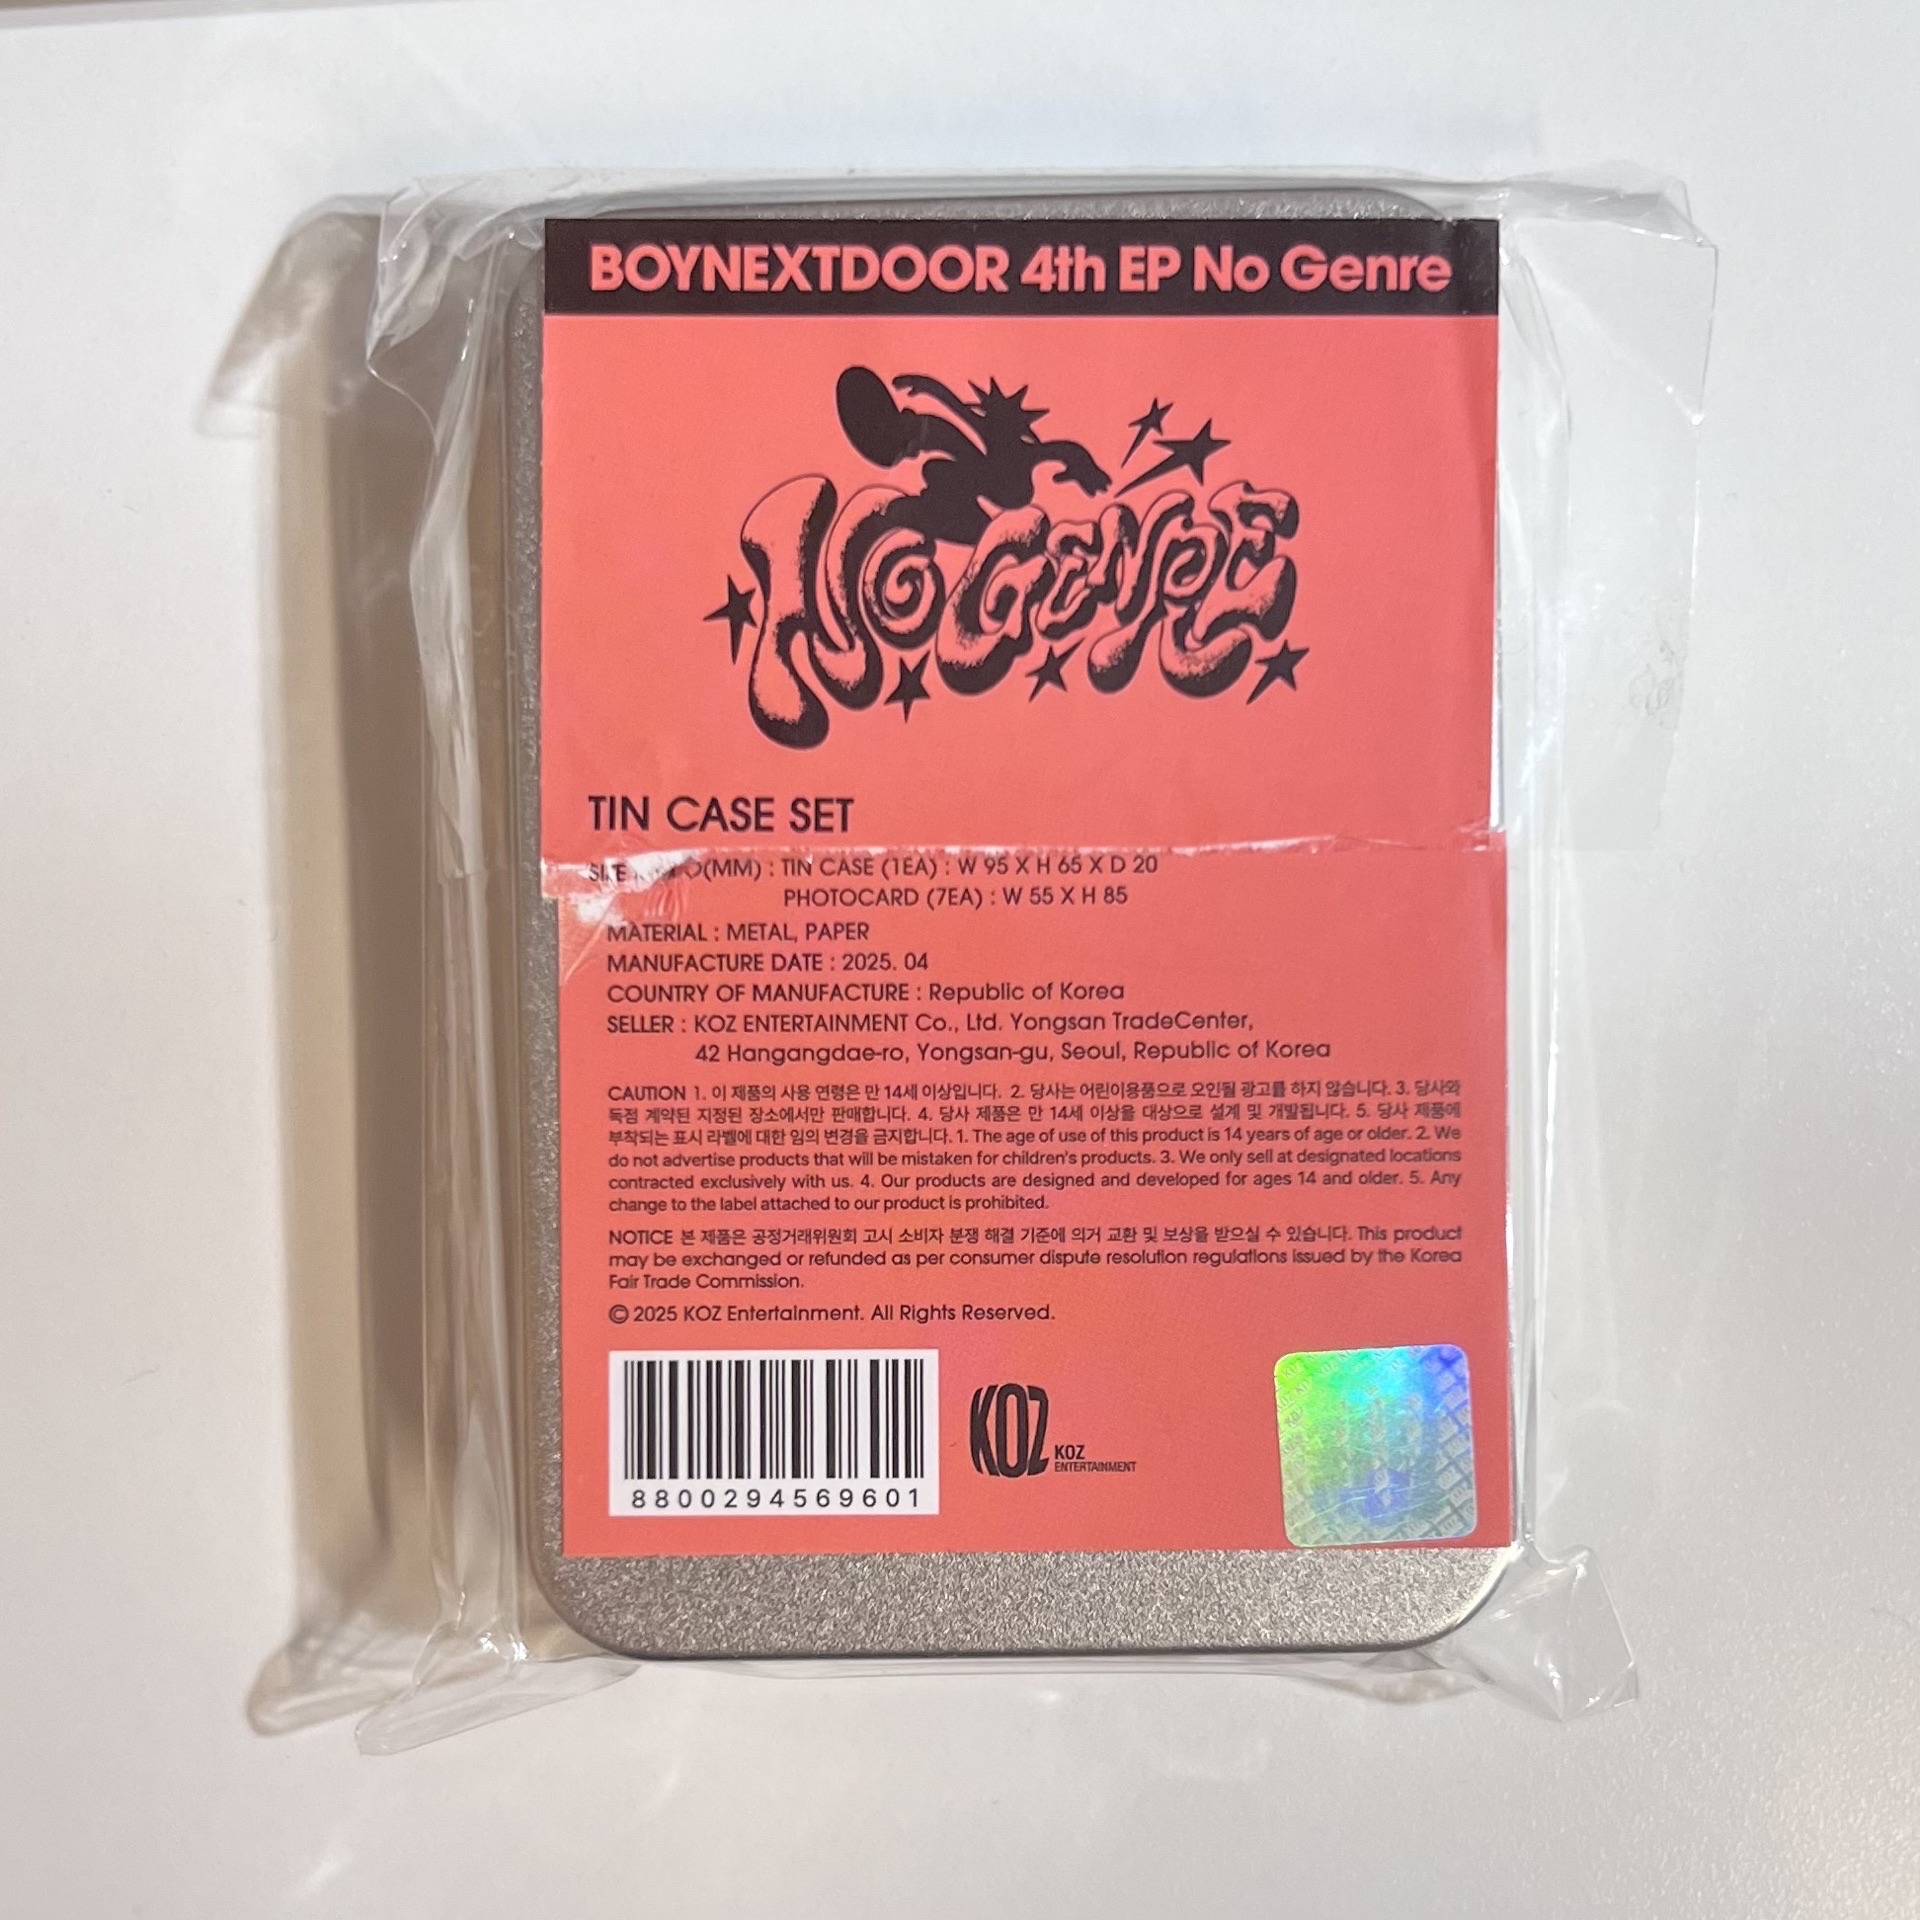 BOYNEXTDOOR 4th EP No Genre
NO GENRE
TIN CASE SET
SIZE (MM) : TIN CASE (1EA) : W 95 X H 65 X D 20
PHOTOCARD (7EA) : W 55 X H 85
MATERIAL : METAL, PAPER
MANUFACTURE DATE : 2025. 04
COUNTRY OF MANUFACTURE : Republic of Korea
SELLER : KOZ ENTERTAINMENT Co., Ltd. Yongsan TradeCenter,
42 Hangangdae-ro, Yongsan-gu, Seoul, Republic of Korea
CAUTION 1. 이 제품의 사용 연령은 만 14세 이상입니다. 2. 당사는 어린이용품으로 오인될 광고를 하지 않습니다. 3. 당사와
독점 계약된 지정된 장소에서만 판매합니다. 4. 당사 제품은 만 14세 이상을 대상으로 설계 및 개발됩니다. 5. 당사 제품에
부착되는 표시 라벨에 대한 임의 변경을 금지합니다. 1. The age of use of this product is 14 years of age or older. 2. We
do not advertise products that will be mistaken for children's products. 3. We only sell at designated locations
contracted exclusively with us. 4. Our products are designed and developed for ages 14 and older. 5. Any
change to the label attached to our product is prohibited.
NOTICE 본 제품은 공정거래위원회 고시 소비자 분쟁 해결 기준에 의거 교환 및 보상을 받으실 수 있습니다. This product
may be exchanged or refunded as per consumer dispute resolution regulations issued by the Korea
Fair Trade Commission.
© 2025 KOZ Entertainment. All Rights Reserved.
8800294569601
KOZ
KOZ
ENTERTAINMENT